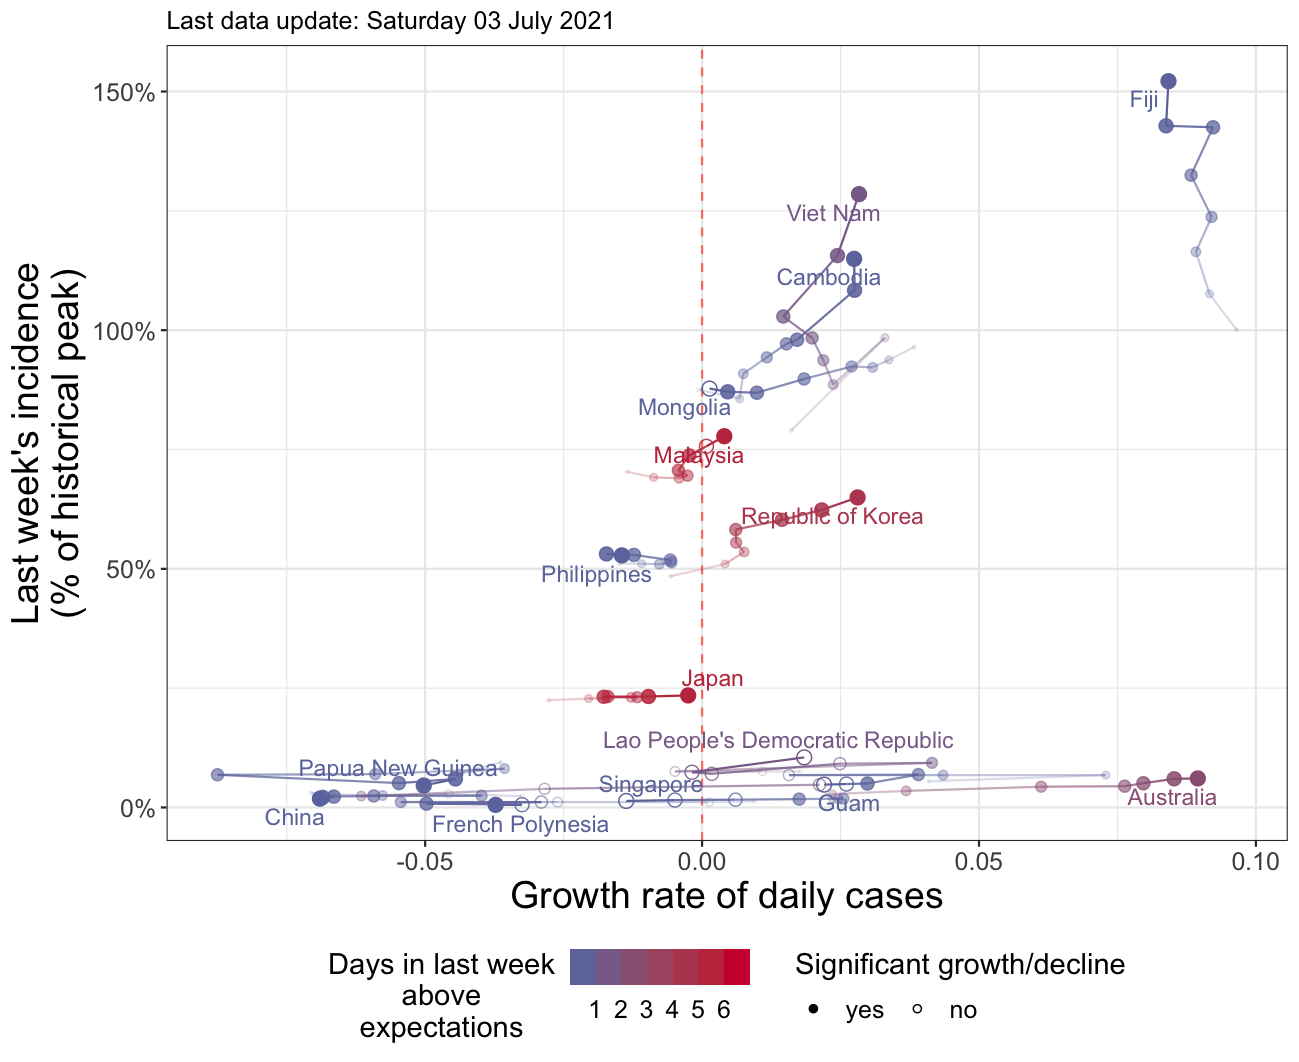 Last data update: Saturday 03 July 2021
Last week's incidence
(% of historical peak)
150%
100%
50%
0%
Fiji
Viet Nam
Cambodia
Mongolia
Malaysia
Republic of Korea
Philippines
Japan
Lao People's Democratic Republic
Papua New Guinea
Singapore
Guam
Australia
China
French Polynesia
-0.05
0.00
0.05
0.10
Growth rate of daily cases
Days in last week
above
expectations
1 2 3 4 5 6
Significant growth/decline
yes
no